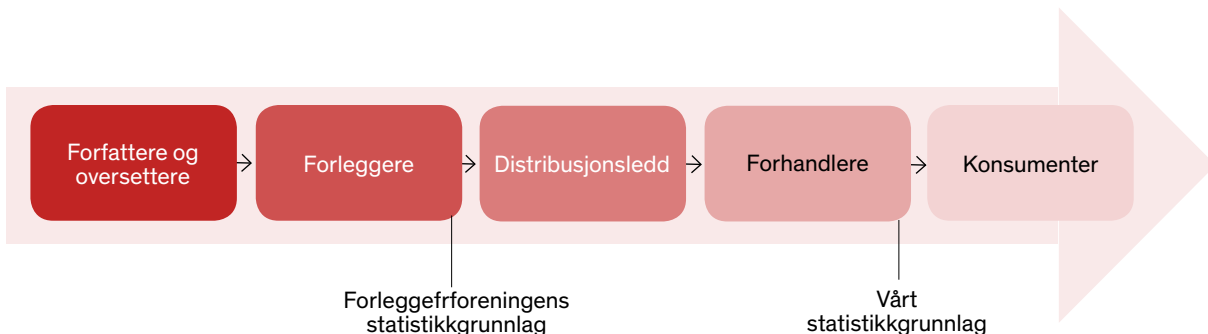 Forfattere og
oversettere
Forleggere
Distribusjonsledd
Forhandlere
Konsumenter
Forleggefrforeningens
statistikkgrunnlag
Vårt
statistikkgrunnlag